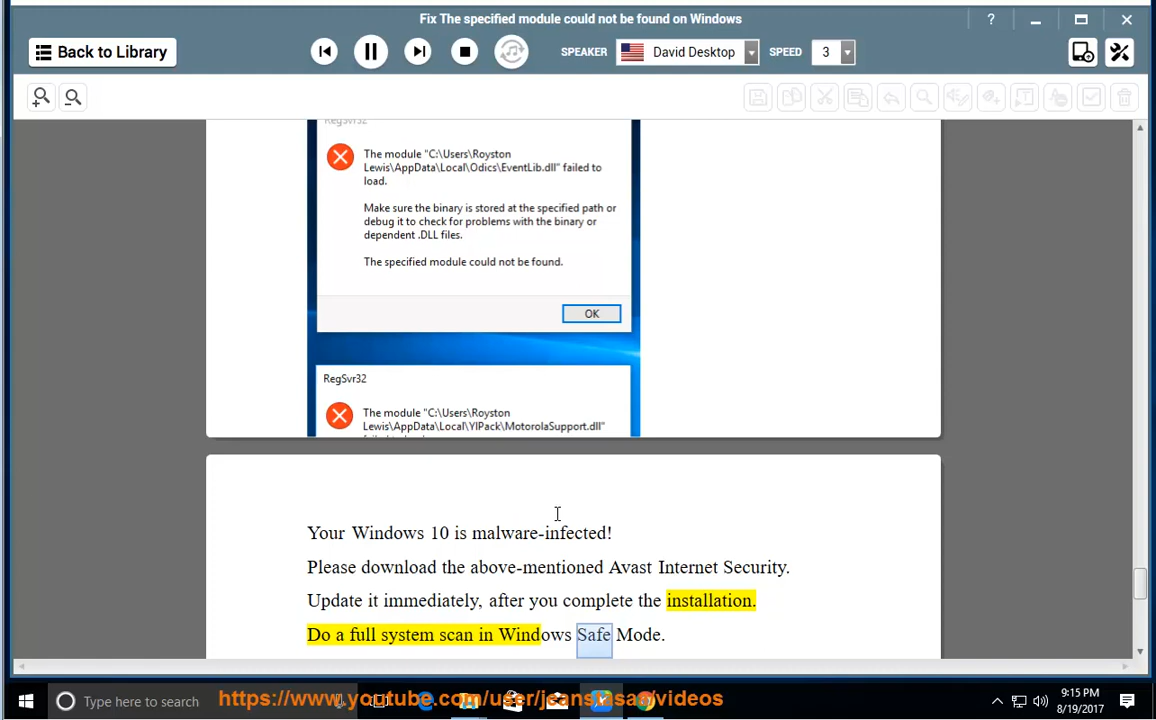 Fix The specified module could not be found on Windows
?
Back to Library
SPEAKER
David Desktop
SPEED
3
RegSvr32
The module "C:\Users\Royston
Lewis\AppData\Local\Odics\EventLib.dll" failed to
load.
Make sure the binary is stored at the specified path or
debug it to check for problems with the binary or
dependent .DLL files.
The specified module could not be found.
OK
RegSvr32
The module "C:\Users\Royston
Lewis\AppData\Local\YlPack\MotorolaSupport.dll"
Your Windows 10 is malware-infected!
Please download the above-mentioned Avast Internet Security.
Update it immediately, after you complete the installation.
Do a full system scan in Windows Safe Mode.
Type here to search
https://www.youtube.com/user/jeanstasas/videos
9:15 PM
8/19/2017